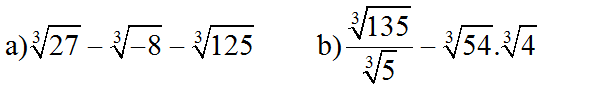 a) ∛27 – ∛–8 – ∛125  b) ∛135/∛5 – ∛54.∛4